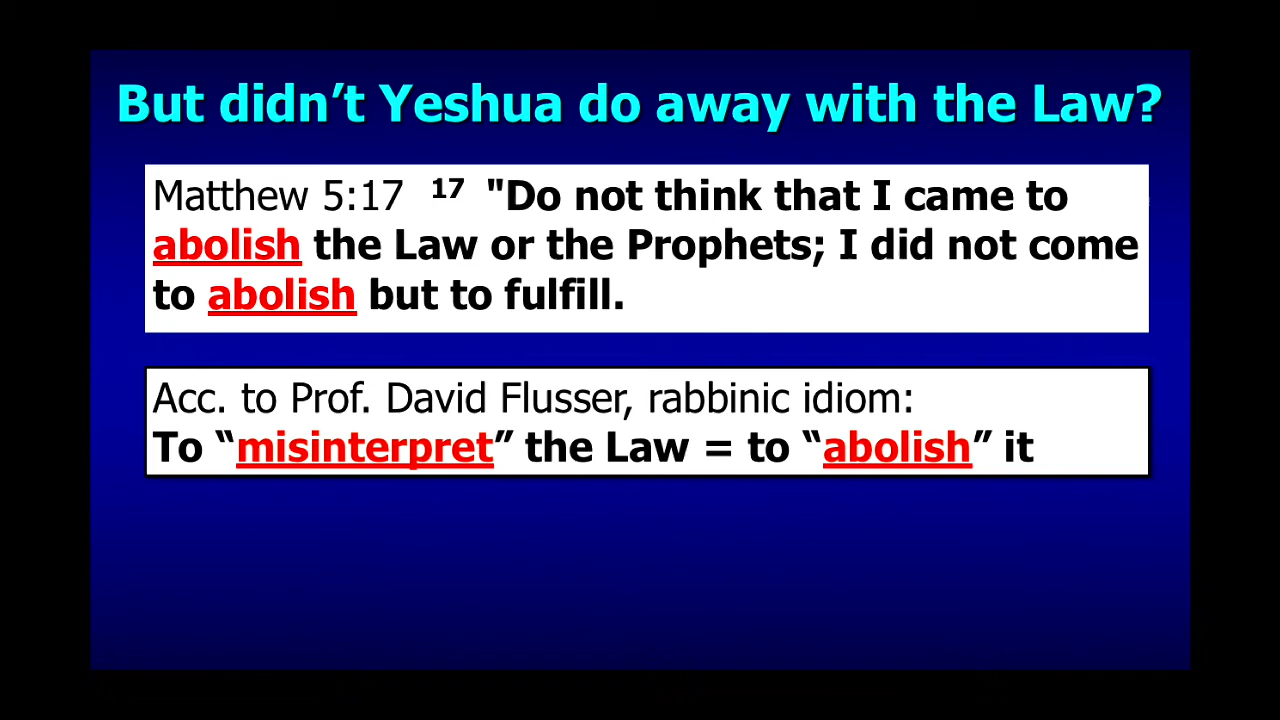 But didn’t Yeshua do away with the Law?
Matthew 5:17 17 "Do not think that I came to
abolish the Law or the Prophets; I did not come
to abolish but to fulfill.
Acc. to Prof. David Flusser, rabbinic idiom:
To “misinterpret” the Law = to “abolish” it